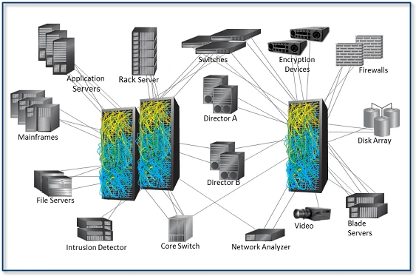 Application
Servers
Rack Server
Switches
Encryption
Devices
Firewalls
Mainframes
Director A
Disk Array
File Servers
Director B
Intrusion Detector
Core Switch
Network Analyzer
Video
Blade
Servers